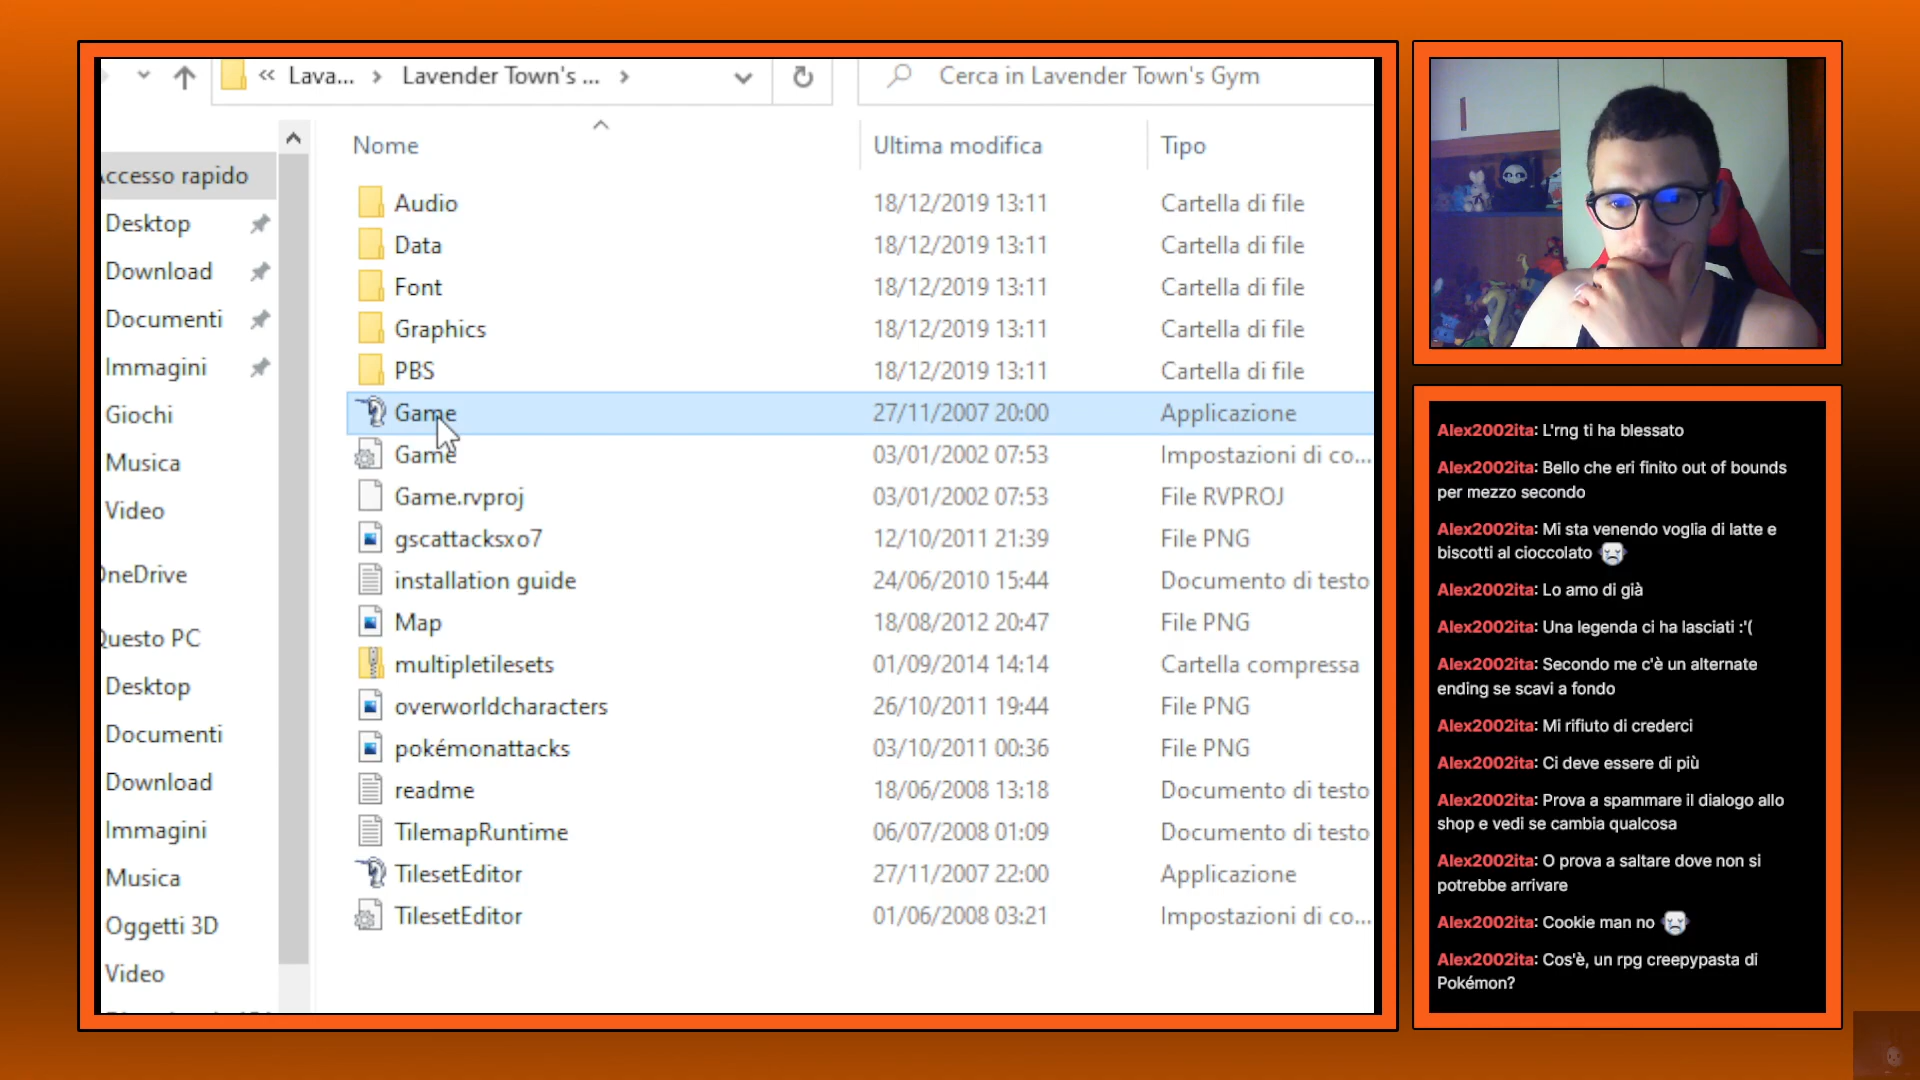 « Lava... > Lavender Town's ... >
Cerca in Lavender Town's Gym
Nome
Ultima modifica
Tipo
ccesso rapido
Desktop
Download
Documenti
Immagini
Giochi
Musica
Video
neDrive
uesto PC
Desktop
Documenti
Download
Immagini
Musica
Oggetti 3D
Video
Audio 18/12/2019 13:11 Cartella di file
Data 18/12/2019 13:11 Cartella di file
Font 18/12/2019 13:11 Cartella di file
Graphics 18/12/2019 13:11 Cartella di file
PBS 18/12/2019 13:11 Cartella di file
Game 27/11/2007 20:00 Applicazione
Game 03/01/2002 07:53 Impostazioni di co...
Game.rvproj 03/01/2002 07:53 File RVPROJ
gscattacksxo7 12/10/2011 21:39 File PNG
installation guide 24/06/2010 15:44 Documento di testo
Map 18/08/2012 20:47 File PNG
multipletilesets 01/09/2014 14:14 Cartella compressa
overworldcharacters 26/10/2011 19:44 File PNG
pokémonattacks 03/10/2011 00:36 File PNG
readme 18/06/2008 13:18 Documento di testo
TilemapRuntime 06/07/2008 01:09 Documento di testo
TilesetEditor 27/11/2007 22:00 Applicazione
TilesetEditor 01/06/2008 03:21 Impostazioni di co...
Alex2002ita: L'rng ti ha blessato
Alex2002ita: Bello che eri finito out of bounds
per mezzo secondo
Alex2002ita: Mi sta venendo voglia di latte e
biscotti al cioccolato
Alex2002ita: Lo amo di già
Alex2002ita: Una legenda ci ha lasciati :'(
Alex2002ita: Secondo me c'è un alternate
ending se scavi a fondo
Alex2002ita: Mi rifiuto di crederci
Alex2002ita: Ci deve essere di più
Alex2002ita: Prova a spammare il dialogo allo
shop e vedi se cambia qualcosa
Alex2002ita: O prova a saltare dove non si
potrebbe arrivare
Alex2002ita: Cookie man no
Alex2002ita: Cos'è, un rpg creepypasta di
Pokémon?